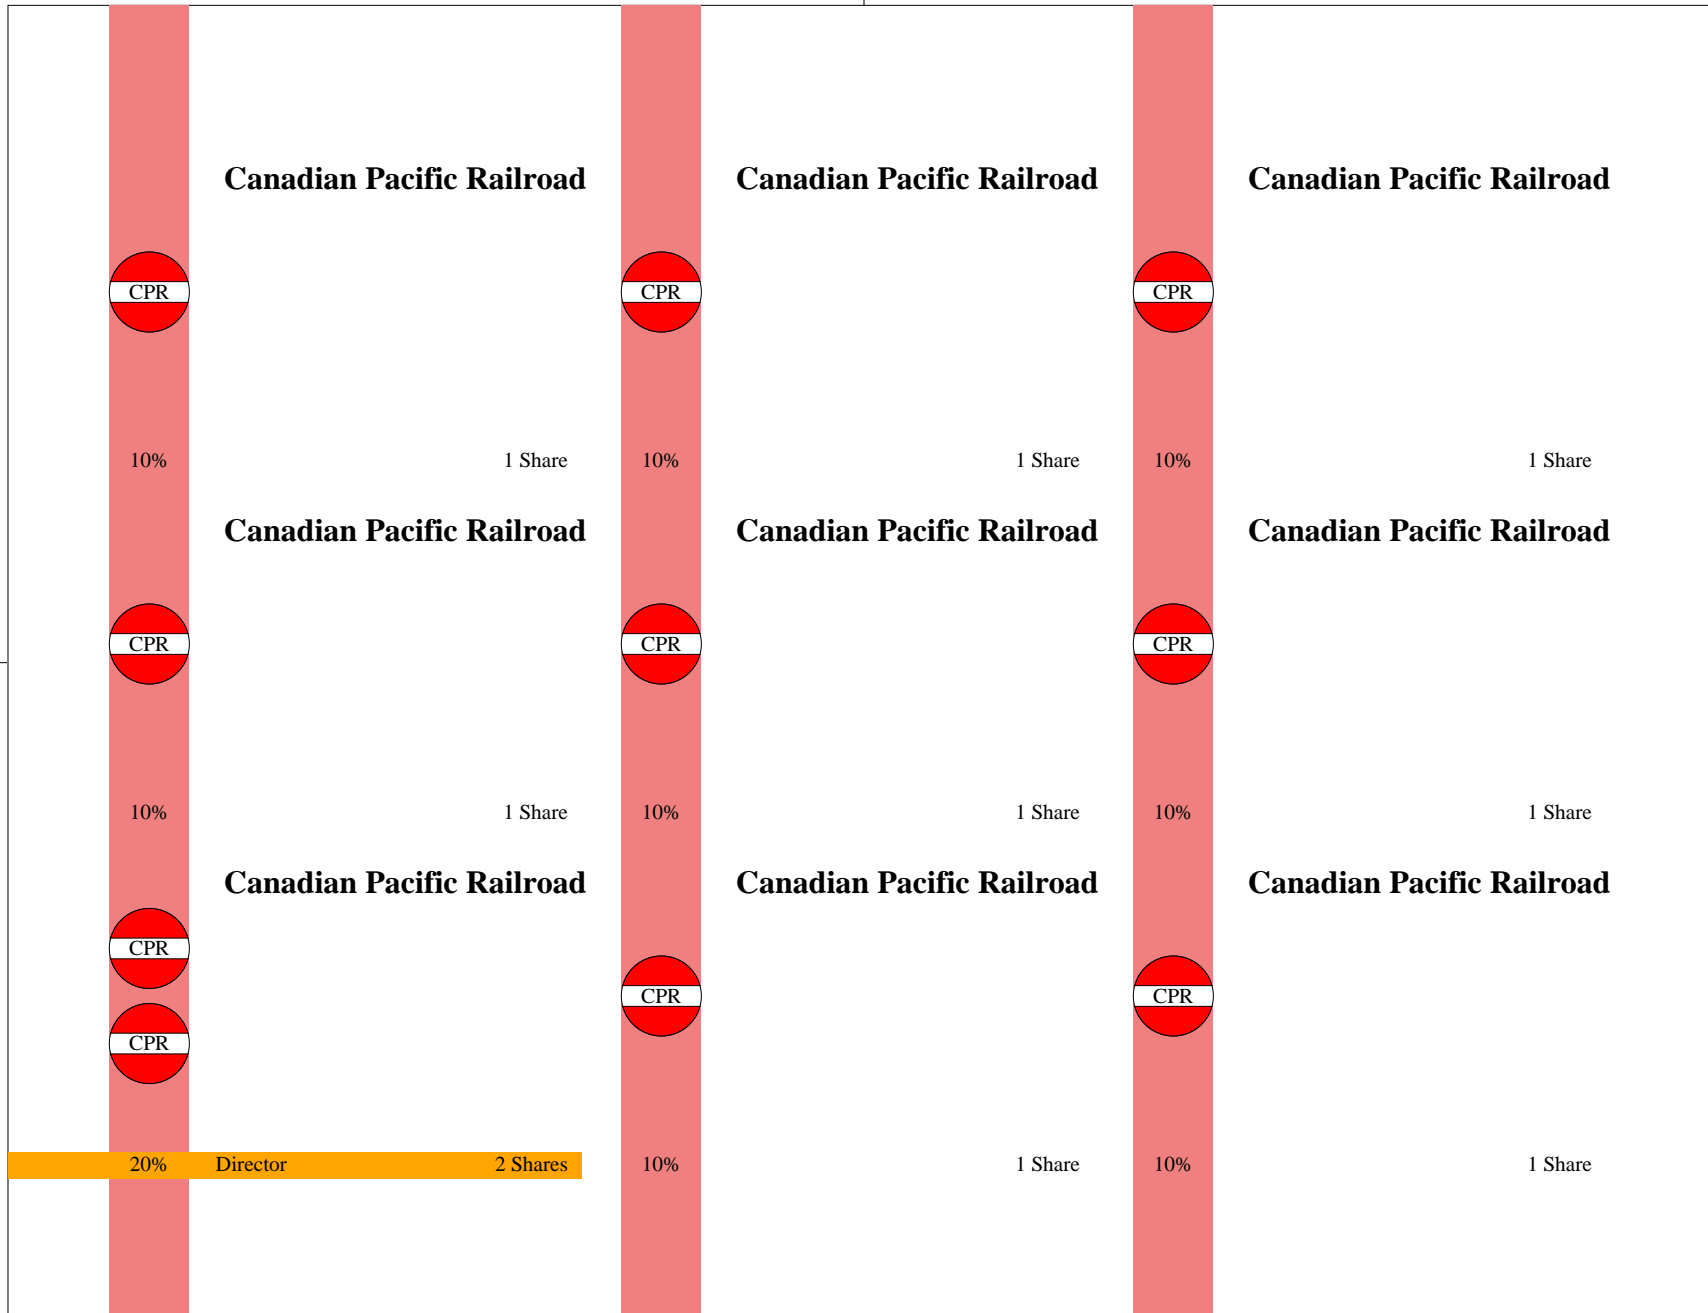 Canadian Pacific Railroad Canadian Pacific Railroad Canadian Pacific Railroad
CPR CPR CPR
10% 1 Share 10% 1 Share 10% 1 Share
Canadian Pacific Railroad Canadian Pacific Railroad Canadian Pacific Railroad
CPR CPR CPR
10% 1 Share 10% 1 Share 10% 1 Share
Canadian Pacific Railroad Canadian Pacific Railroad Canadian Pacific Railroad
CPR
CPR CPR
CPR
20% Director 2 Shares 10% 1 Share 10% 1 Share